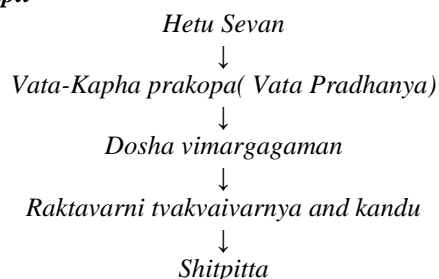 Hetu Sevan
↓
Vata-Kapha prakopa( Vata Pradhanya)
↓
Dosha vimargagaman
↓
Raktavarni tvakvaivarnya and kandu
↓
Shitpitta